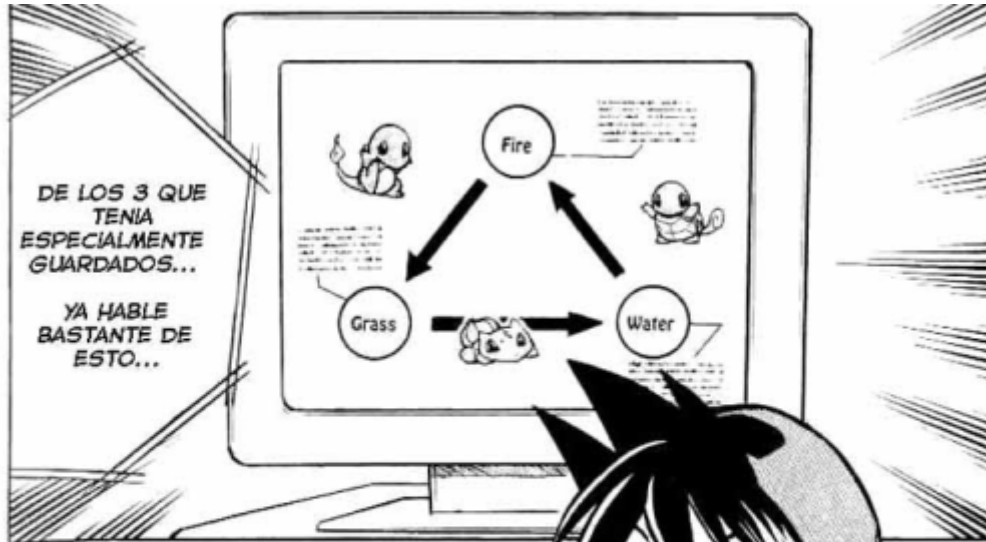 DE LOS 3 QUE
TENIA
ESPECIALMENTE
GUARDADOS...
YA HABLE
BASTANTE DE
ESTO...
Fire
Grass
Water